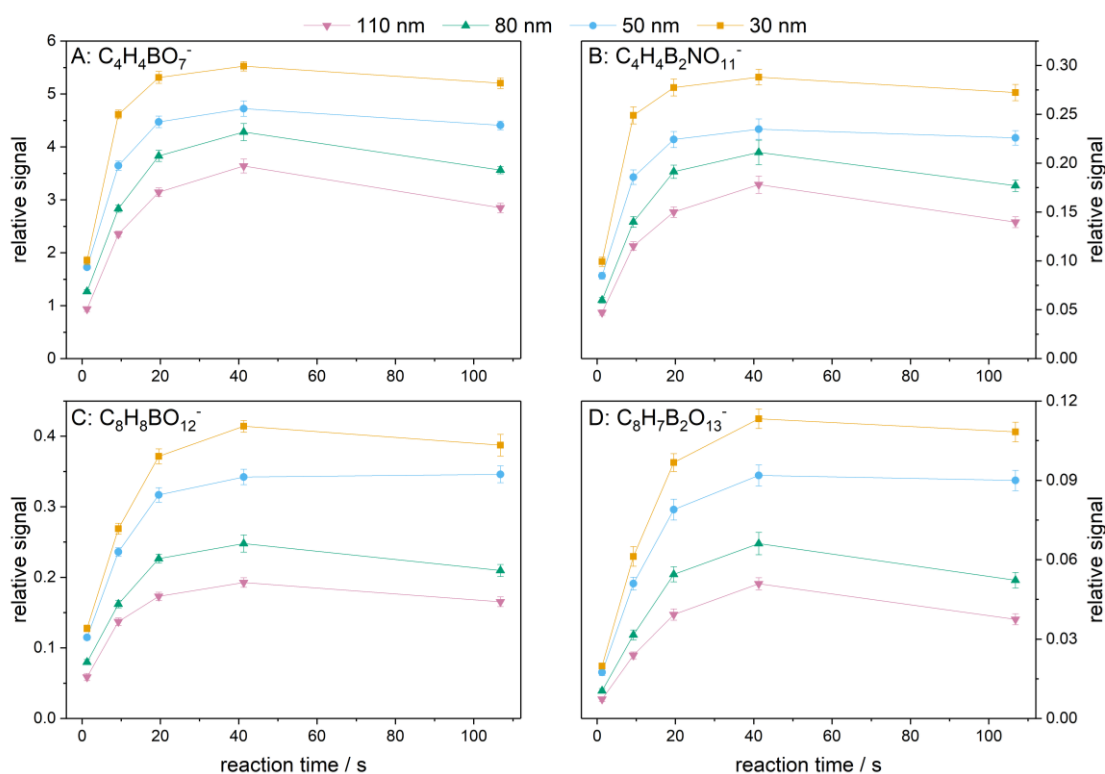 110 nm 80 nm 50 nm 30 nm
A: C₄H₄BO₇⁻
6
5
4
3
2
1
0
relative signal
0 20 40 60 80 100
reaction time / s
B: C₄H₄B₂NO₁₁⁻
0.30
0.25
0.20
0.15
0.10
0.05
0.00
relative signal
0 20 40 60 80 100
reaction time / s
C: C₈H₈BO₁₂⁻
0.4
0.3
0.2
0.1
0.0
relative signal
0 20 40 60 80 100
reaction time / s
D: C₈H₇B₂O₁₃⁻
0.12
0.09
0.06
0.03
0.00
relative signal
0 20 40 60 80 100
reaction time / s